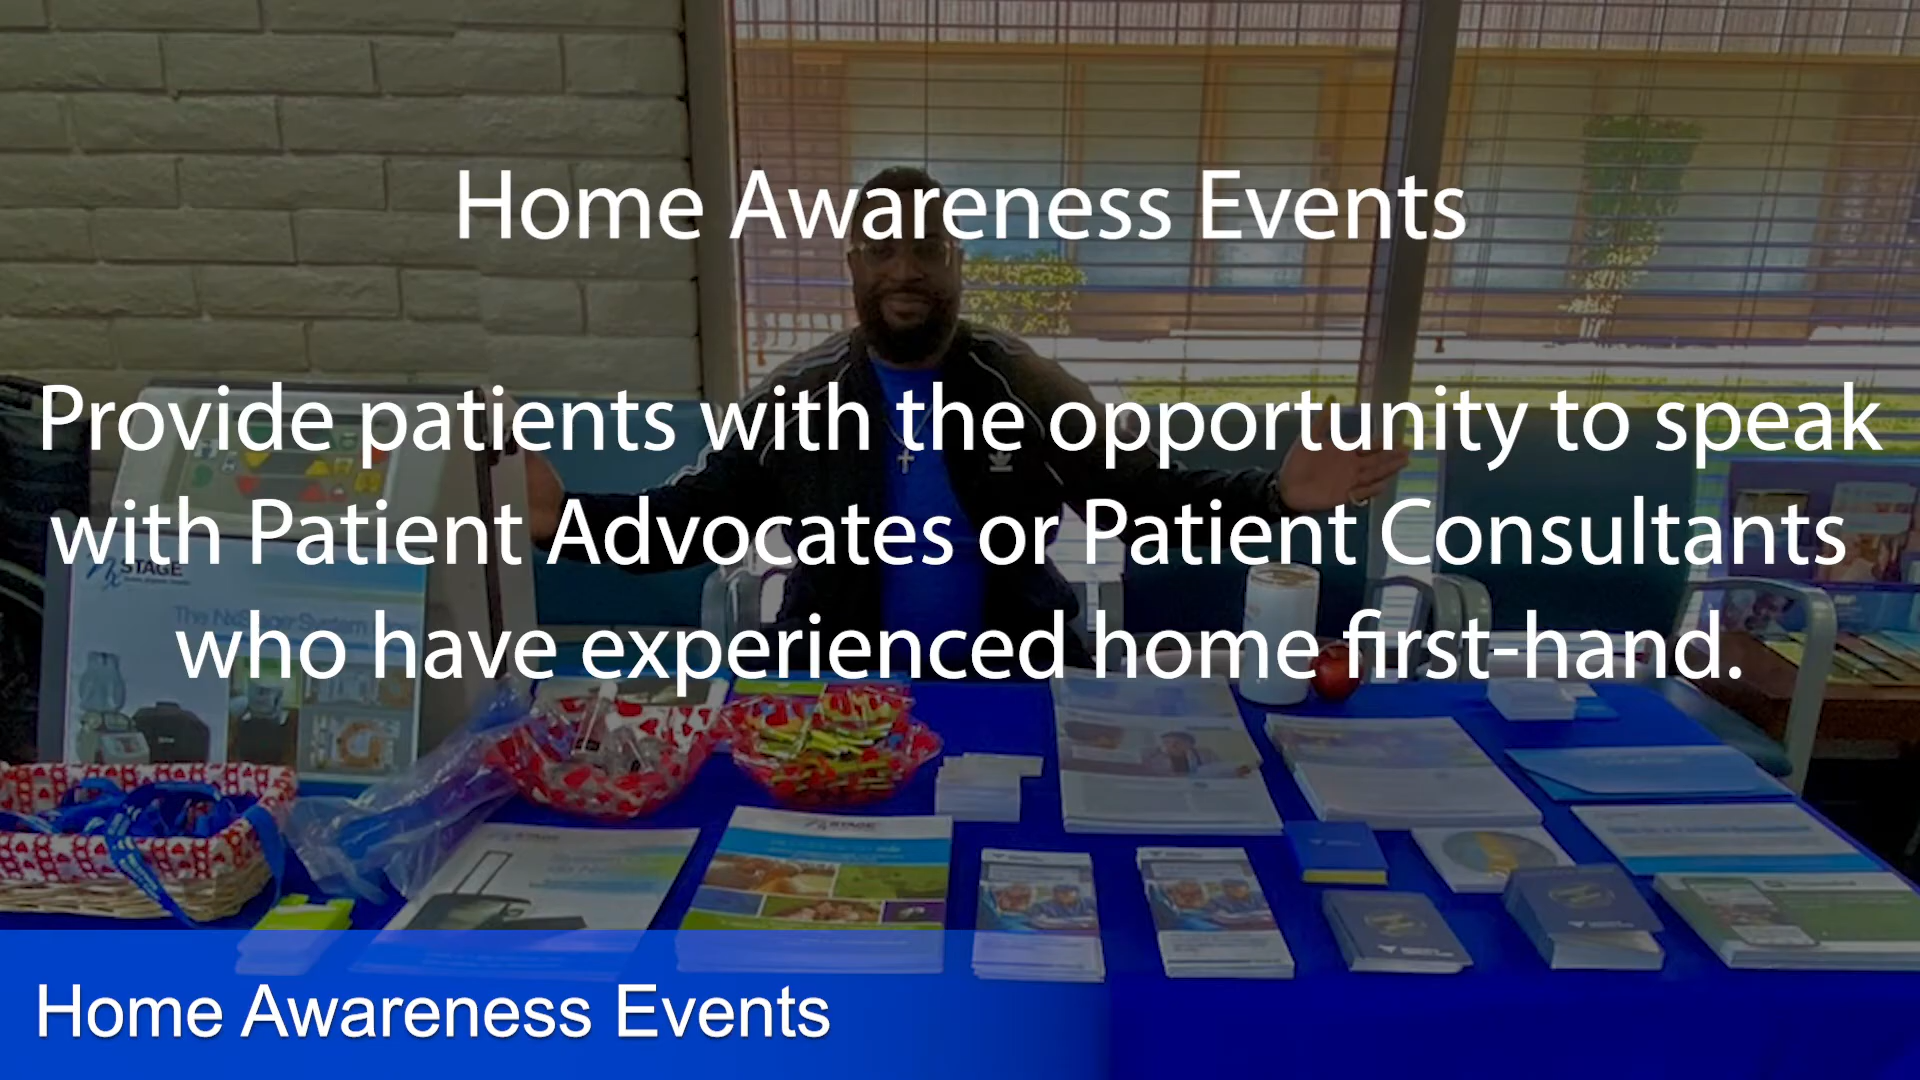 Home Awareness Events
Provide patients with the opportunity to speak
with Patient Advocates or Patient Consultants
who have experienced home first-hand.
STAGE
Home Awareness Events